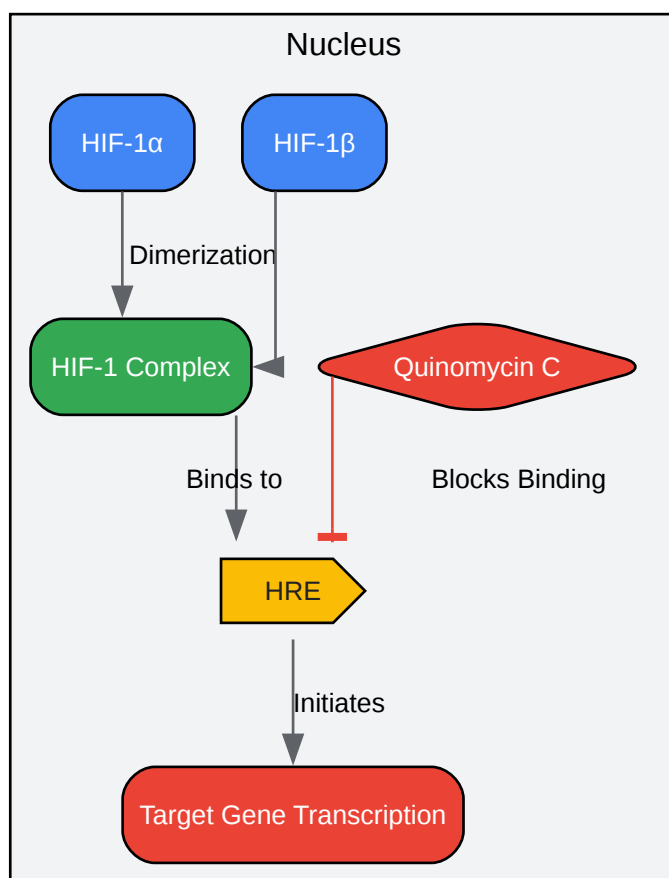 Nucleus
HIF-1α
HIF-1β
Dimerization
HIF-1 Complex
Quinomycin C
Binds to
Blocks Binding
HRE
Initiates
Target Gene Transcription